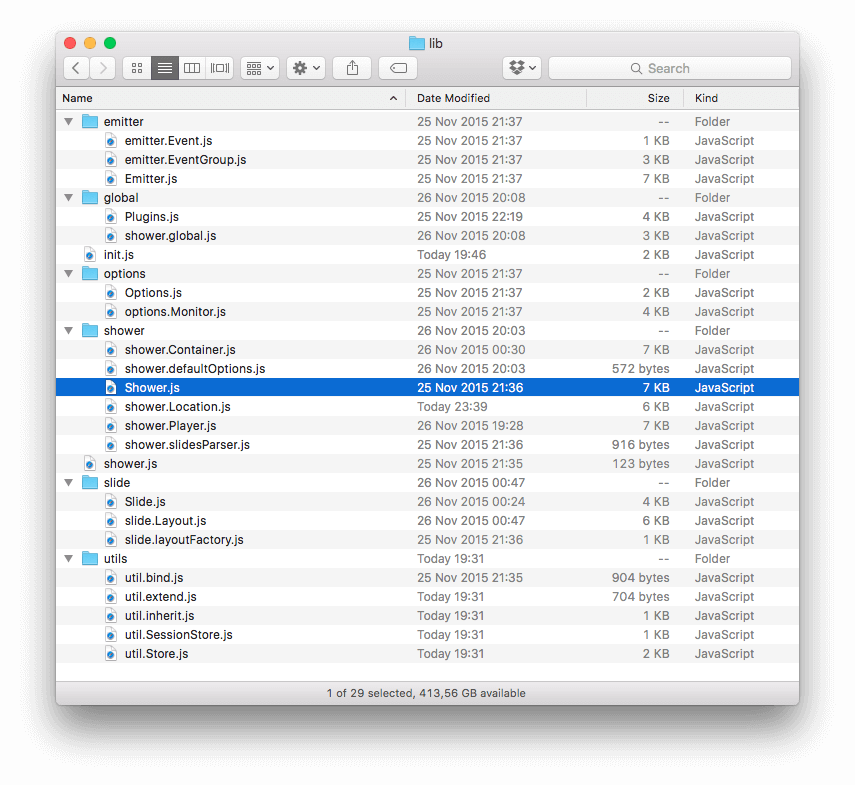 lib
Search
Name Date Modified Size Kind
emitter 25 Nov 2015 21:37 -- Folder
emitter.Event.js 25 Nov 2015 21:37 1 KB JavaScript
emitter.EventGroup.js 25 Nov 2015 21:37 3 KB JavaScript
Emitter.js 25 Nov 2015 21:37 7 KB JavaScript
global 26 Nov 2015 20:08 -- Folder
Plugins.js 25 Nov 2015 22:19 4 KB JavaScript
shower.global.js 26 Nov 2015 20:08 3 KB JavaScript
init.js Today 19:46 2 KB JavaScript
options 25 Nov 2015 21:37 -- Folder
Options.js 25 Nov 2015 21:37 2 KB JavaScript
options.Monitor.js 25 Nov 2015 21:37 4 KB JavaScript
shower 26 Nov 2015 20:03 -- Folder
shower.Container.js 26 Nov 2015 00:30 7 KB JavaScript
shower.defaultOptions.js 26 Nov 2015 20:03 572 bytes JavaScript
Shower.js 25 Nov 2015 21:36 7 KB JavaScript
shower.Location.js Today 23:39 6 KB JavaScript
shower.Player.js 26 Nov 2015 19:28 7 KB JavaScript
shower.slidesParser.js 25 Nov 2015 21:36 916 bytes JavaScript
shower.js 25 Nov 2015 21:35 123 bytes JavaScript
slide 26 Nov 2015 00:47 -- Folder
Slide.js 26 Nov 2015 00:24 4 KB JavaScript
slide.Layout.js 26 Nov 2015 00:47 6 KB JavaScript
slide.layoutFactory.js 25 Nov 2015 21:36 1 KB JavaScript
utils Today 19:31 -- Folder
util.bind.js 25 Nov 2015 21:35 904 bytes JavaScript
util.extend.js Today 19:31 704 bytes JavaScript
util.inherit.js Today 19:31 1 KB JavaScript
util.SessionStore.js Today 19:31 1 KB JavaScript
util.Store.js Today 19:31 2 KB JavaScript
1 of 29 selected, 413,56 GB available